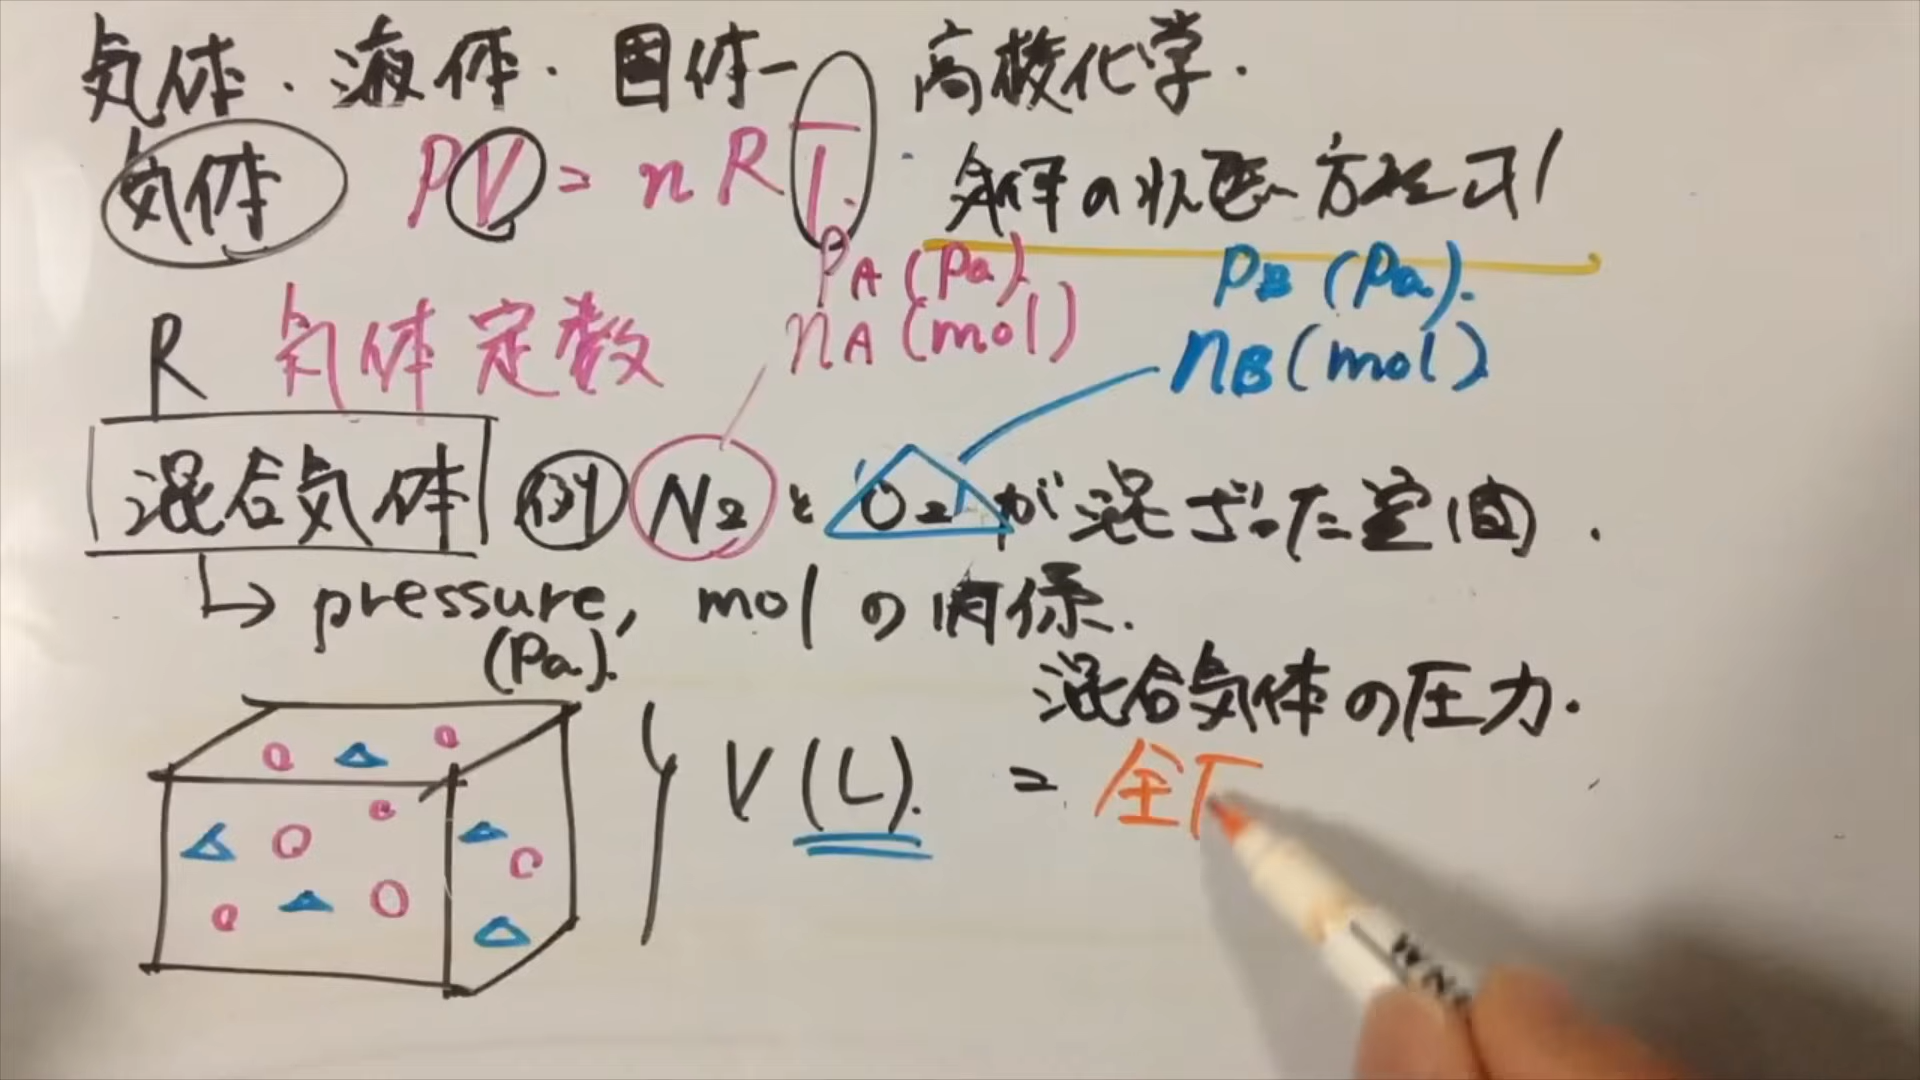 気体・液体・固体ー 高校化学.
気体 PV = nRT. 気体の状態方程式!
PA (Pa). PB (Pa).
R 気体定数 nA (mol) nB (mol)
混合気体 例 N2 と O2 が混ざった空間.
→ pressure, mol の関係.
(Pa).
混合気体の圧力.
V (L). = 全